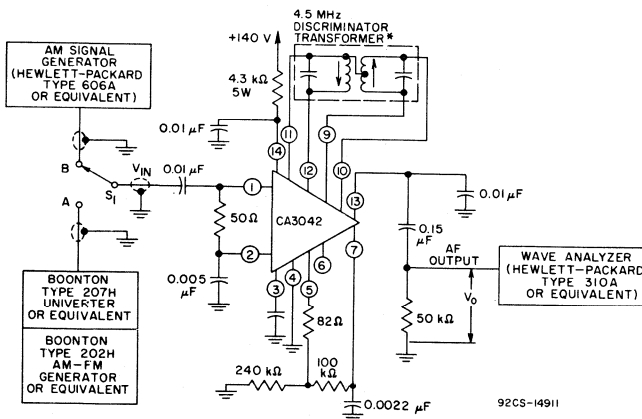 4.5 MHz
DISCRIMINATOR
TRANSFORMER*
+140 V
AM SIGNAL
GENERATOR
(HEWLETT-PACKARD
TYPE 606A
OR EQUIVALENT)
4.3 kΩ
5W
0.01 µF
11
9
14
12
10
B
VIN
0.01 µF
S1
A
1
13
0.01 µF
50Ω
CA3042
7
0.15
µF
AF
OUTPUT
WAVE ANALYZER
(HEWLETT-PACKARD
TYPE 310A
OR EQUIVALENT)
2
6
0.005
µF
3
4
5
Vo
50 kΩ
82Ω
BOONTON
TYPE 207H
UNIVERTER
OR EQUIVALENT
BOONTON
TYPE 202H
AM-FM
GENERATOR
OR EQUIVALENT
240 kΩ
100
kΩ
0.0022 µF
92CS-14911